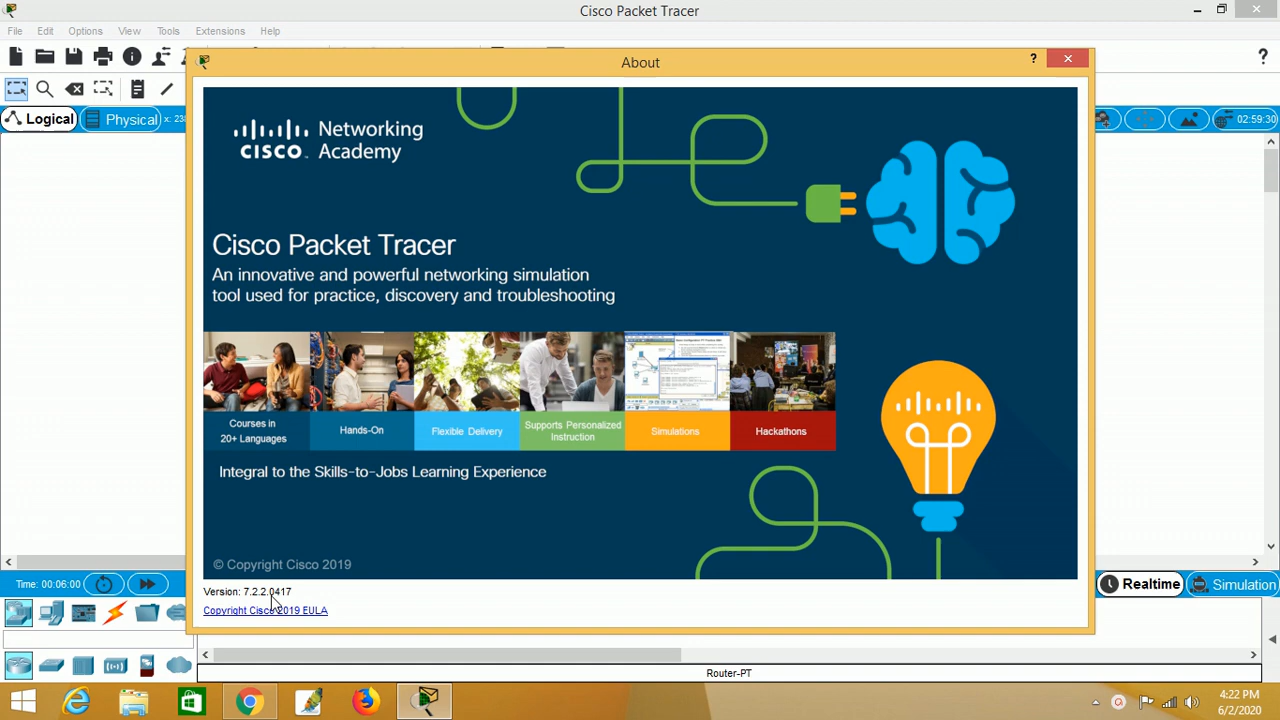 Cisco Packet Tracer
File Edit Options View Tools Extensions Help
About
?
?
Logical
Physical
02:59:30
Networking
CISCO Academy
Cisco Packet Tracer
An innovative and powerful networking simulation
tool used for practice, discovery and troubleshooting
Courses in
20+ Languages
Hands-On
Flexible Delivery
Supports Personalized
Instruction
Simulations
Hackathons
Integral to the Skills-to-Jobs Learning Experience
© Copyright Cisco 2019
Version: 7.2.2.0417
Copyright Cisco 2019 EULA
Time: 00:06:00
Realtime
Simulation
Router-PT
4:22 PM
6/2/2020